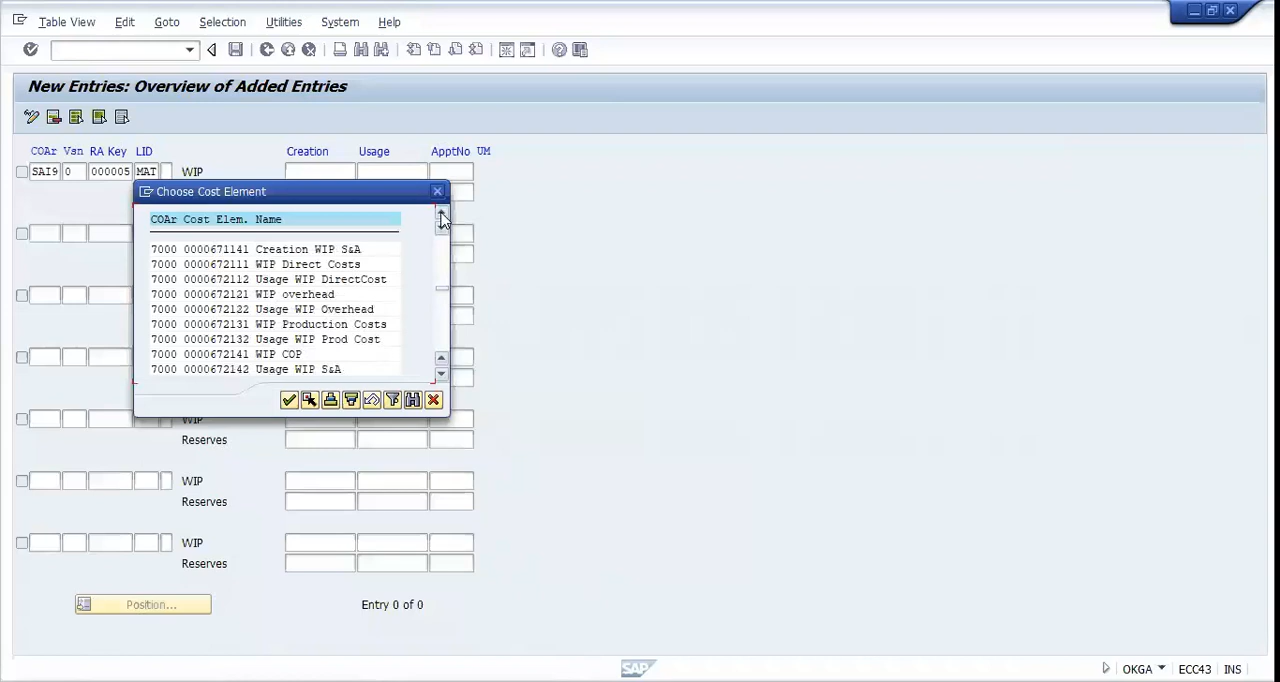 Table View Edit Goto Selection Utilities System Help
New Entries: Overview of Added Entries
COAr Vsn RA Key LID Creation Usage ApptNo UM
SAI9 0 000005 MAT WIP
Choose Cost Element
COAr Cost Elem. Name
7000 0000671141 Creation WIP S&A
7000 0000672111 WIP Direct Costs
7000 0000672112 Usage WIP DirectCost
7000 0000672121 WIP overhead
7000 0000672122 Usage WIP Overhead
7000 0000672131 WIP Production Costs
7000 0000672132 Usage WIP Prod Cost
7000 0000672141 WIP COP
7000 0000672142 Usage WIP S&A
WIP
Reserves
WIP
Reserves
WIP
Reserves
Position... Entry 0 of 0
SAP OKGA ECC43 INS